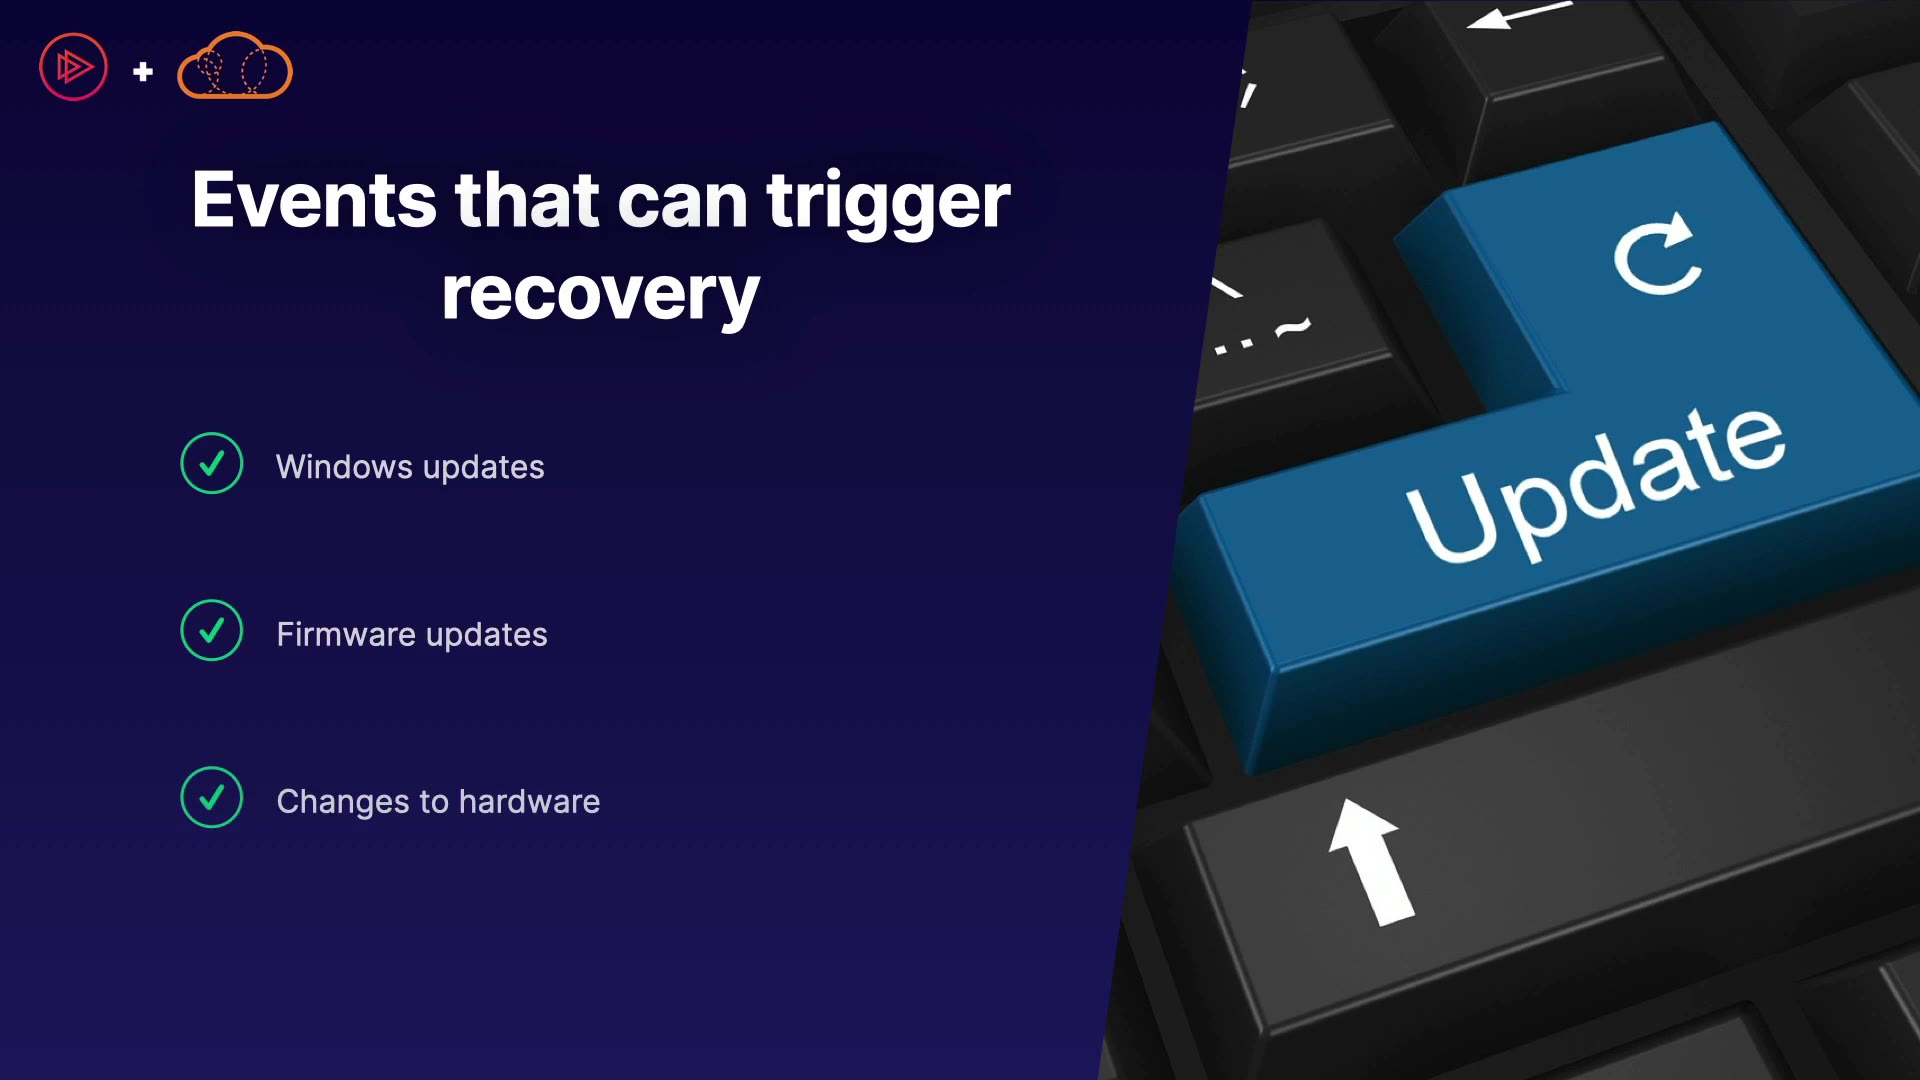 Events that can trigger
recovery
Windows updates
Firmware updates
Changes to hardware
Update